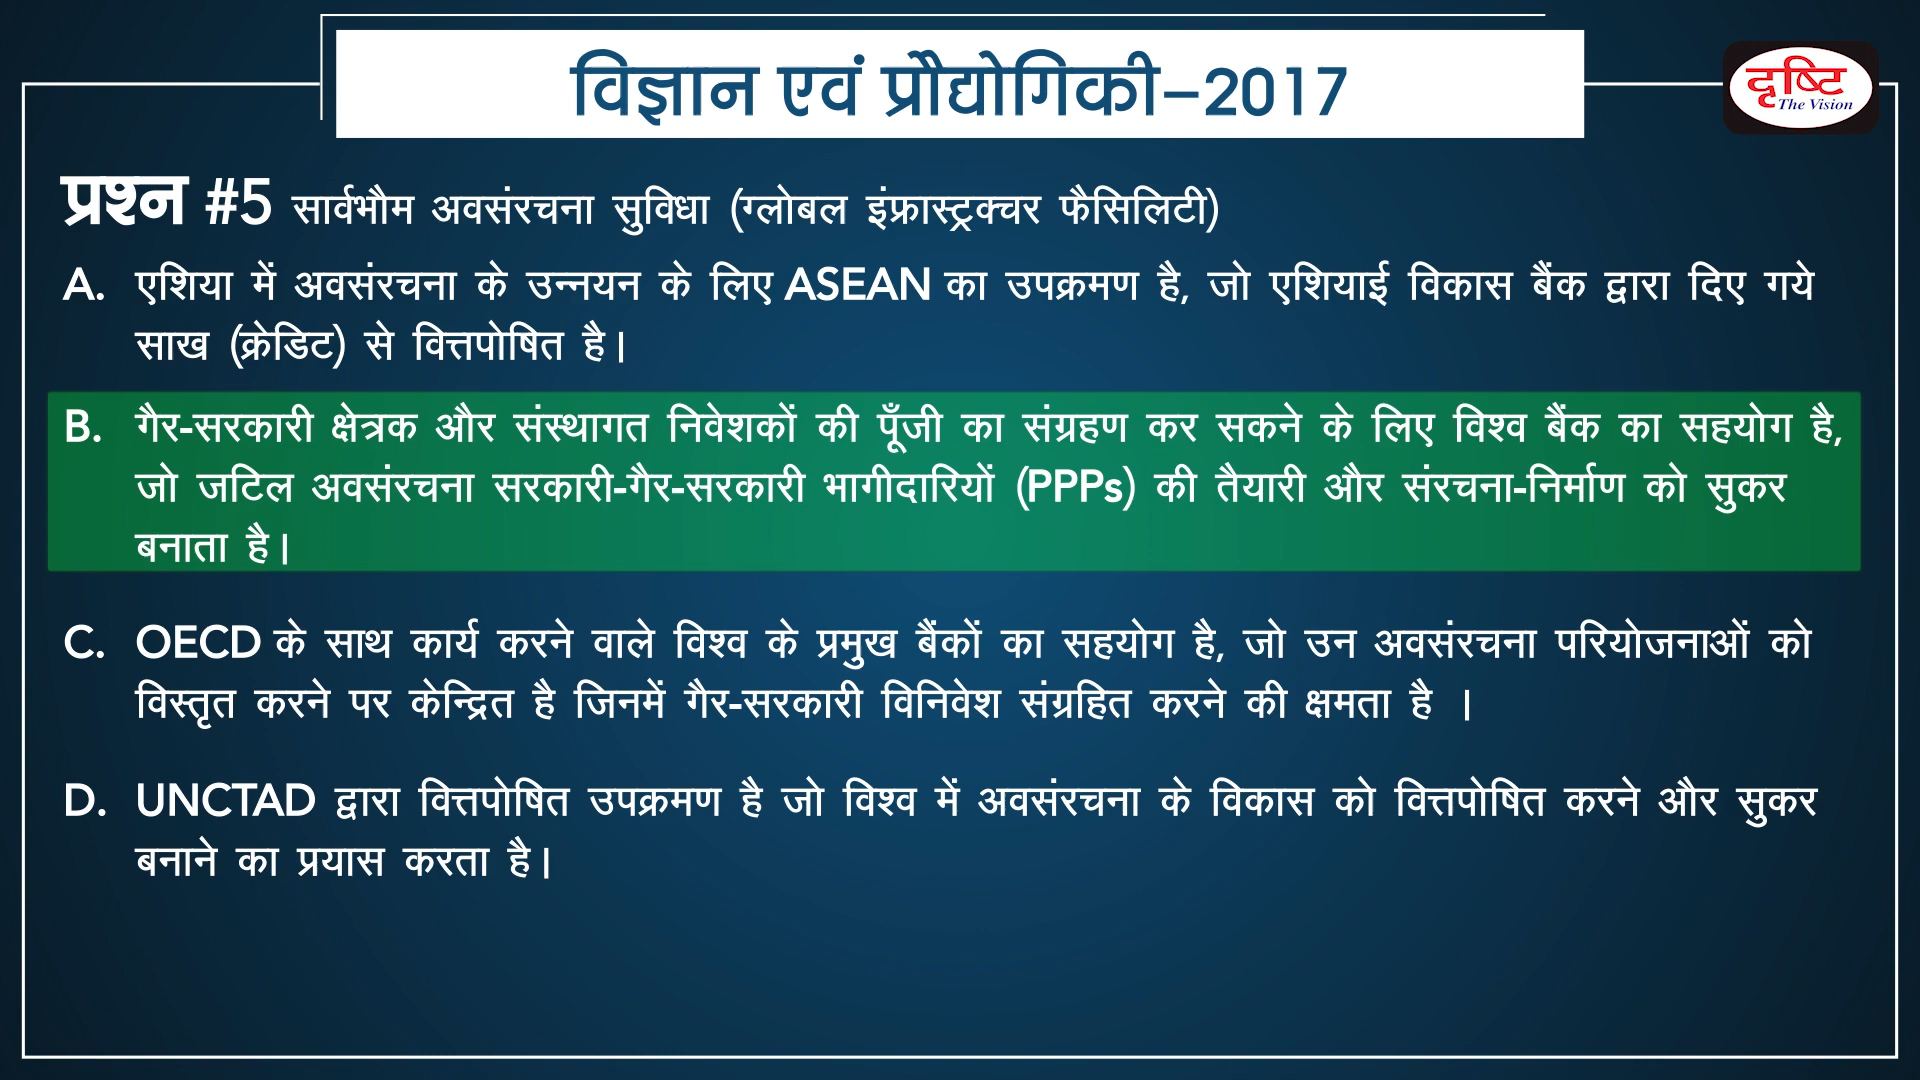 विज्ञान एवं प्रौद्योगिकी–2017
दृष्टि
The Vision
प्रश्न #5 सार्वभौम अवसंरचना सुविधा (ग्लोबल इंफ्रास्ट्रक्चर फैसिलिटी)
A. एशिया में अवसंरचना के उन्नयन के लिए ASEAN का उपक्रमण है, जो एशियाई विकास बैंक द्वारा दिए गये
साख (क्रेडिट) से वित्तपोषित है।
B. गैर-सरकारी क्षेत्रक और संस्थागत निवेशकों की पूँजी का संग्रहण कर सकने के लिए विश्व बैंक का सहयोग है,
जो जटिल अवसंरचना सरकारी-गैर-सरकारी भागीदारियों (PPPs) की तैयारी और संरचना-निर्माण को सुकर
बनाता है।
C. OECD के साथ कार्य करने वाले विश्व के प्रमुख बैंकों का सहयोग है, जो उन अवसंरचना परियोजनाओं को
विस्तृत करने पर केन्द्रित है जिनमें गैर-सरकारी विनिवेश संग्रहित करने की क्षमता है ।
D. UNCTAD द्वारा वित्तपोषित उपक्रमण है जो विश्व में अवसंरचना के विकास को वित्तपोषित करने और सुकर
बनाने का प्रयास करता है।